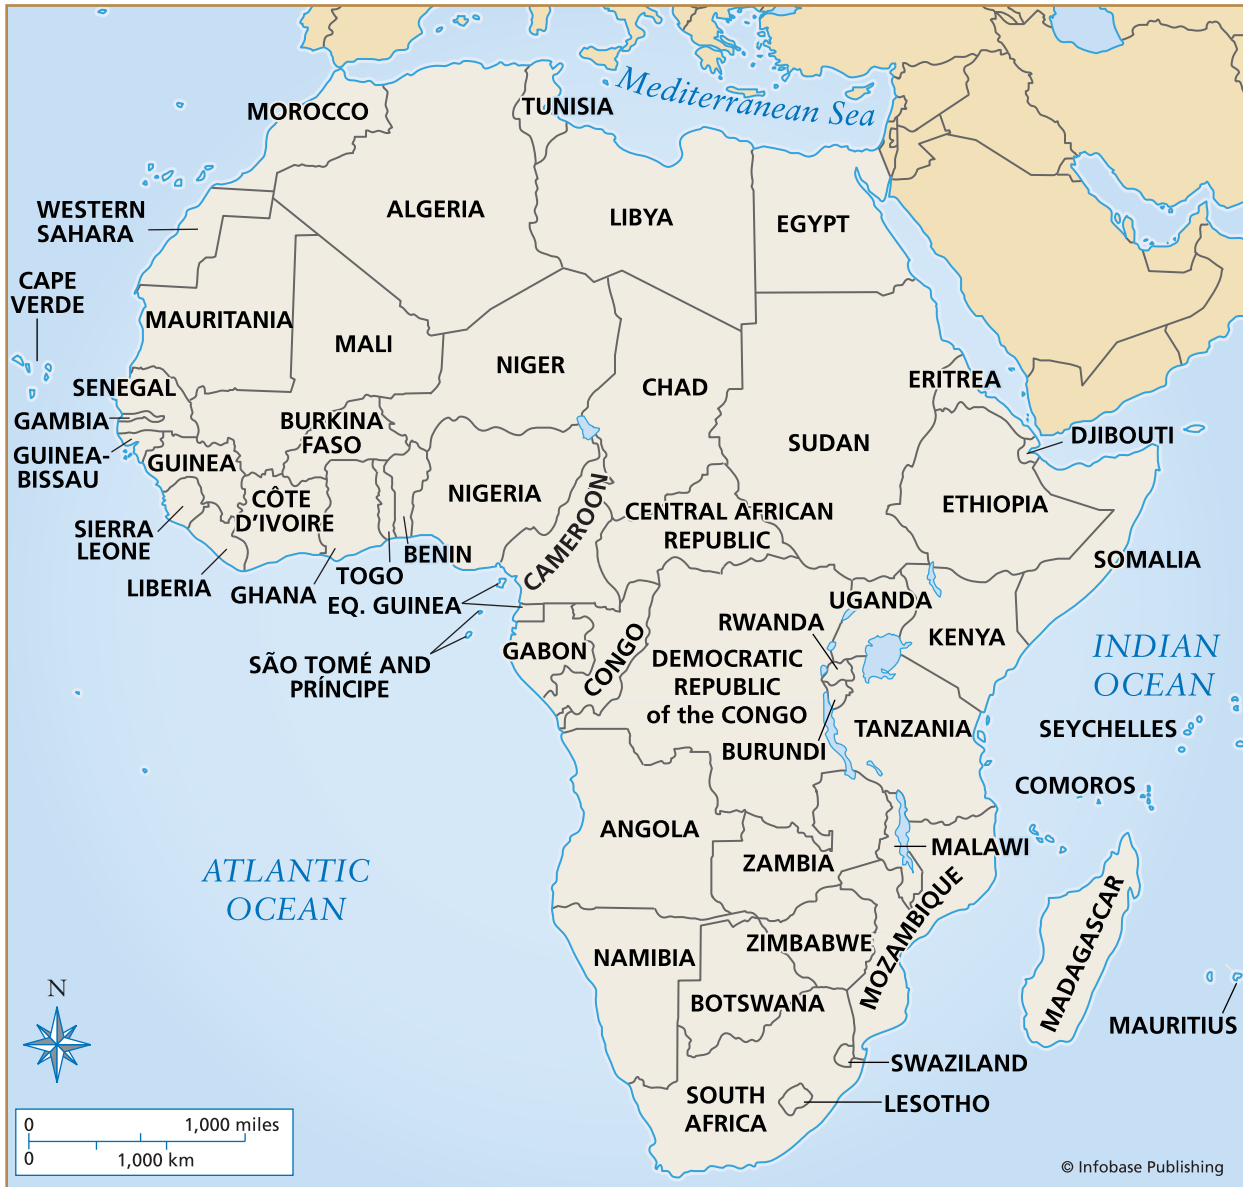 Mediterranean Sea
MOROCCO
TUNISIA
ALGERIA
LIBYA
EGYPT
WESTERN
SAHARA
CAPE
VERDE
MAURITANIA
MALI
NIGER
CHAD
SUDAN
ERITREA
SENEGAL
GAMBIA
GUINEA-
BISSAU
GUINEA
BURKINA
FASO
DJIBOUTI
NIGERIA
CÔTE
D'IVOIRE
SIERRA
LEONE
LIBERIA
GHANA
TOGO
BENIN
CAMEROON
CENTRAL AFRICAN
REPUBLIC
ETHIOPIA
SOMALIA
EQ. GUINEA
SÃO TOMÉ AND
PRÍNCIPE
GABON
CONGO
RWANDA
UGANDA
KENYA
DEMOCRATIC
REPUBLIC
of the CONGO
BURUNDI
TANZANIA
INDIAN
OCEAN
SEYCHELLES
COMOROS
ANGOLA
ZAMBIA
MALAWI
ATLANTIC
OCEAN
NAMIBIA
ZIMBABWE
MOZAMBIQUE
BOTSWANA
MADAGASCAR
MAURITIUS
SWAZILAND
LESOTHO
SOUTH
AFRICA
N
0 1,000 miles
0 1,000 km
© Infobase Publishing